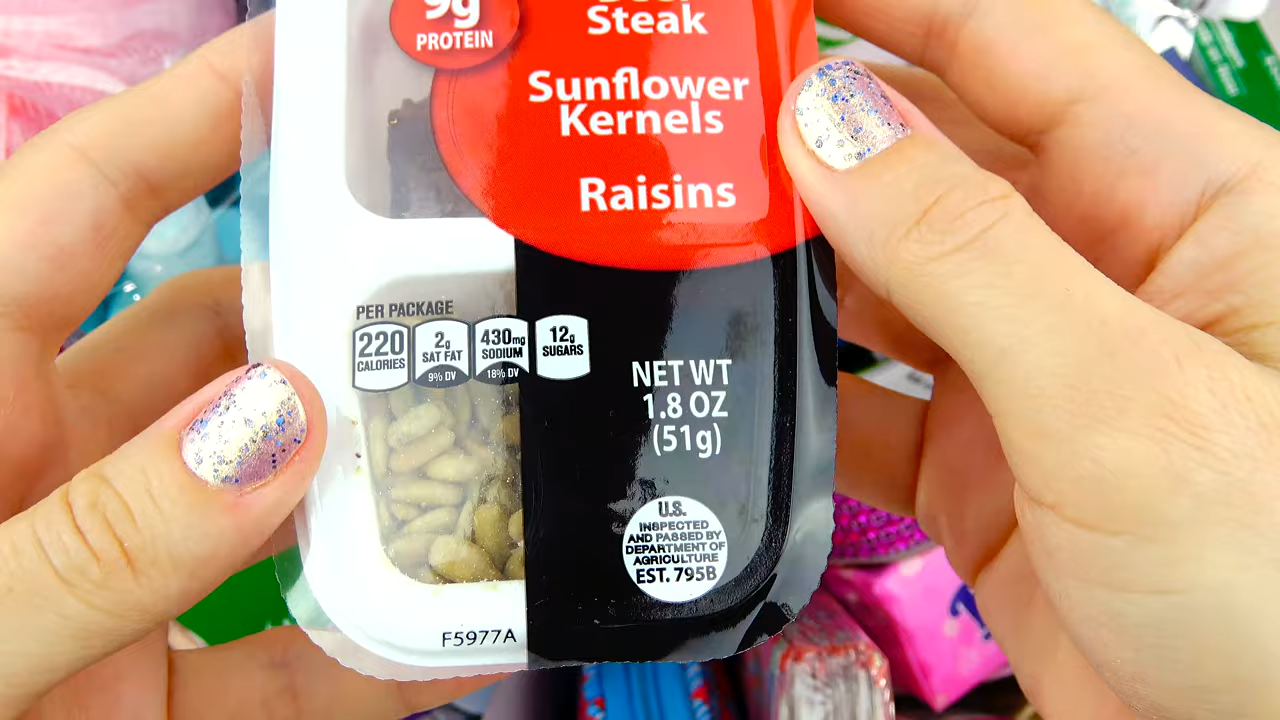 9g
PROTEIN
Beef
Steak
Sunflower
Kernels
Raisins
PER PACKAGE
220
CALORIES
2g
SAT FAT
9% DV
430mg
SODIUM
18% DV
12g
SUGARS
NET WT
1.8 OZ
(51g)
U.S.
INSPECTED
AND PASSED BY
DEPARTMENT OF
AGRICULTURE
EST. 795B
F5977A